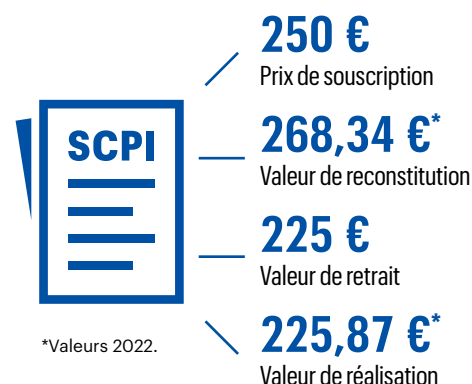 250 €
Prix de souscription
SCPI
268,34 €*
Valeur de reconstitution
225 €
Valeur de retrait
*Valeurs 2022.
225,87 €*
Valeur de réalisation